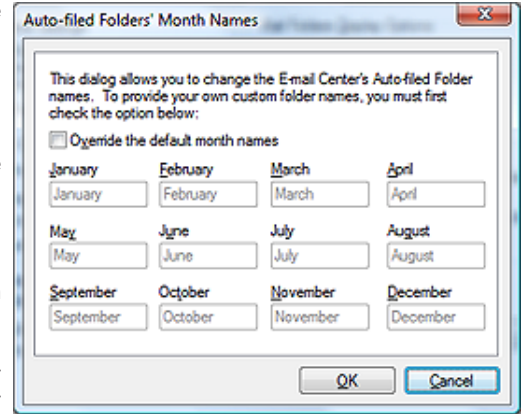 Auto-filed Folders' Month Names
This dialog allows you to change the E-mail Center's Auto-filed Folder
names. To provide your own custom folder names, you must first
check the option below:
Override the default month names
January February March April
January February March April
May June July August
May June July August
September October November December
September October November December
OK Cancel